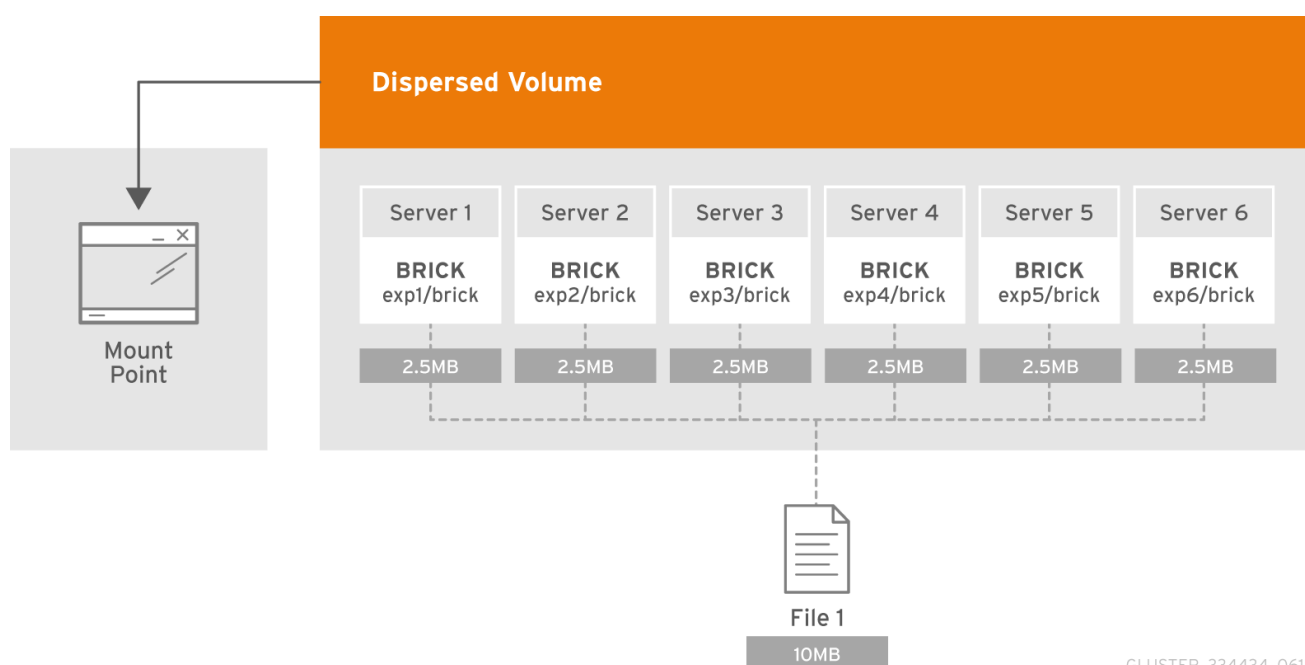 Dispersed Volume
Server 1
Server 2
Server 3
Server 4
Server 5
Server 6
BRICK
exp1/brick
BRICK
exp2/brick
BRICK
exp3/brick
BRICK
exp4/brick
BRICK
exp5/brick
BRICK
exp6/brick
Mount
Point
2.5MB
2.5MB
2.5MB
2.5MB
2.5MB
2.5MB
File 1
10MB